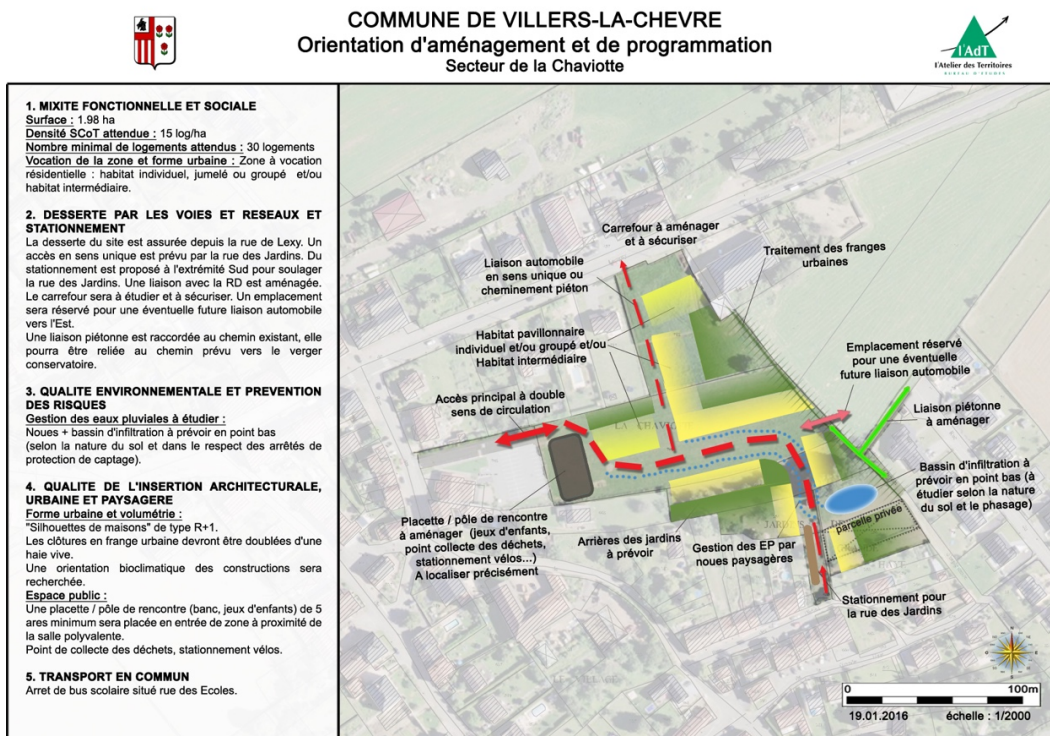 COMMUNE DE VILLERS-LA-CHEVRE
Orientation d'aménagement et de programmation
Secteur de la Chaviotte
l'AdT
l'Atelier des Territoires
BUREAU D'ETUDES
1. MIXITE FONCTIONNELLE ET SOCIALE
Surface : 1.98 ha
Densité SCoT attendue : 15 log/ha
Nombre minimal de logements attendus : 30 logements
Vocation de la zone et forme urbaine : Zone à vocation
résidentielle : habitat individuel, jumelé ou groupé et/ou
habitat intermédiaire.
2. DESSERTE PAR LES VOIES ET RESEAUX ET
STATIONNEMENT
La desserte du site est assurée depuis la rue de Lexy. Un
accès en sens unique est prévu par la rue des Jardins. Du
stationnement est proposé à l'extrémité Sud pour soulager
la rue des Jardins. Une liaison avec la RD est aménagée.
Le carrefour sera à étudier et à sécuriser. Un emplacement
sera réservé pour une éventuelle future liaison automobile
vers l'Est.
Une liaison piétonne est raccordée au chemin existant, elle
pourra être reliée au chemin prévu vers le verger
conservatoire.
3. QUALITE ENVIRONNEMENTALE ET PREVENTION
DES RISQUES
Gestion des eaux pluviales à étudier :
Noues + bassin d'infiltration à prévoir en point bas
(selon la nature du sol et dans le respect des arrêtés de
protection de captage).
4. QUALITE DE L'INSERTION ARCHITECTURALE,
URBAINE ET PAYSAGERE
Forme urbaine et volumétrie :
"Silhouettes de maisons" de type R+1.
Les clôtures en frange urbaine devront être doublées d'une
haie vive.
Une orientation bioclimatique des constructions sera
recherchée.
Espace public :
Une placette / pôle de rencontre (banc, jeux d'enfants) de 5
ares minimum sera placée en entrée de zone à proximité de
la salle polyvalente.
Point de collecte des déchets, stationnement vélos.
5. TRANSPORT EN COMMUN
Arret de bus scolaire situé rue des Ecoles.
Carrefour à aménager
et à sécuriser
Liaison automobile
en sens unique ou
cheminement piéton
Traitement des franges
urbaines
Habitat pavillonnaire
individuel et/ou groupé et/ou
Habitat intermédiaire
Emplacement réservé
pour une éventuelle
future liaison automobile
Accès principal à double
sens de circulation
Liaison piétonne
à aménager
LA CHAVIO
Bassin d'infiltration à
prévoir en point bas (à
étudier selon la nature
du sol et le phasage)
parcelle privée
JARDINS
Placette / pôle de rencontre
à aménager (jeux d'enfants,
point collecte des déchets,
stationnement vélos...)
A localiser précisément
Arrières des jardins
à prévoir
Gestion des EP par
noues paysagères
Stationnement pour
la rue des Jardins
0 100m
19.01.2016 échelle : 1/2000